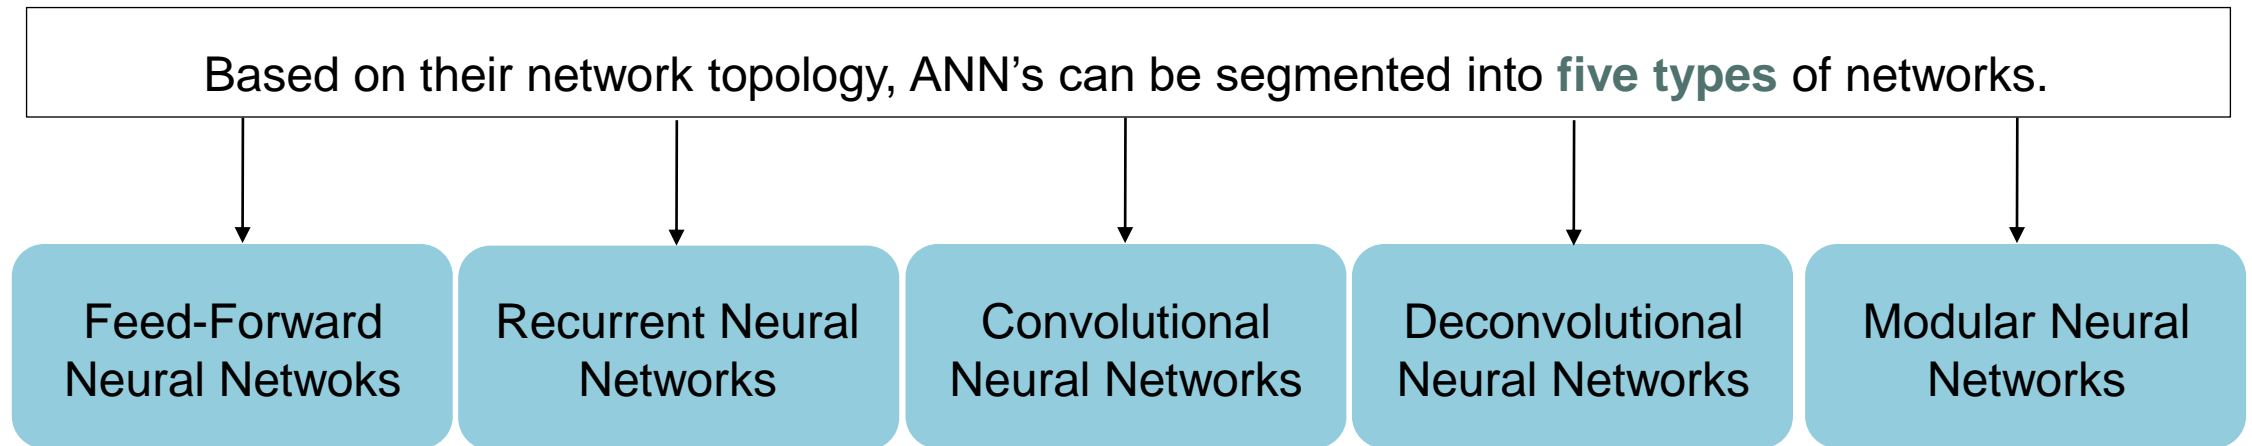 Based on their network topology, ANN’s can be segmented into five types of networks.
Feed-Forward
Neural Netwoks
Recurrent Neural
Networks
Convolutional
Neural Networks
Deconvolutional
Neural Networks
Modular Neural
Networks